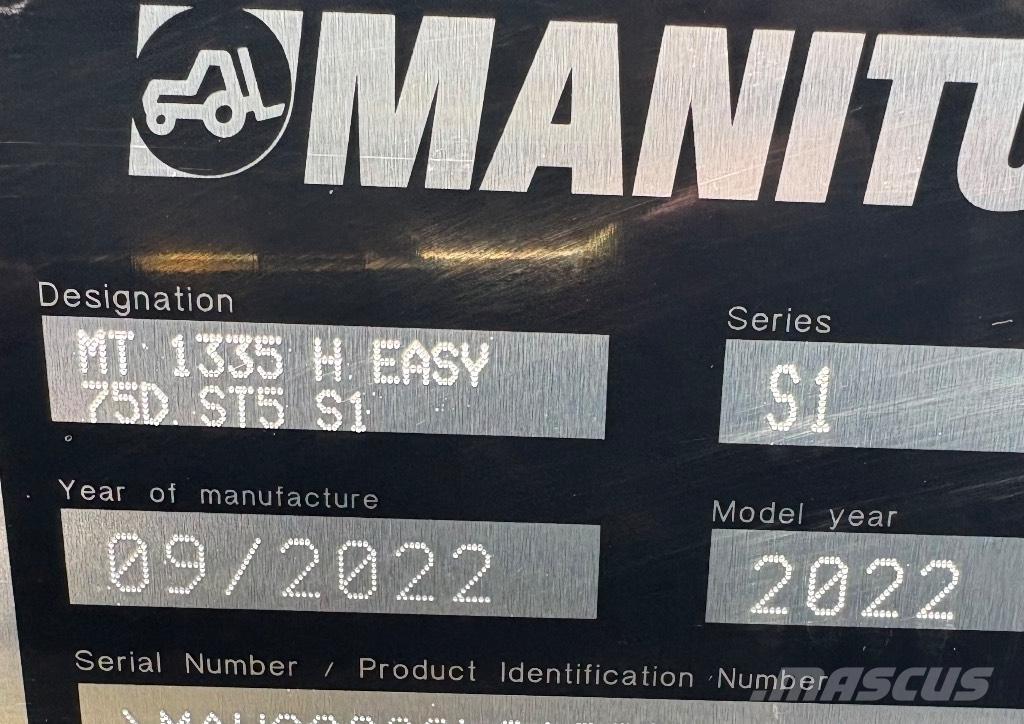 MANITO
Designation
MT 1335 H. EASY
75D. ST5 S1
Series
S1
Year of manufacture
09/2022
Model year
2022
Serial Number / Product Identification Number
MASCUS